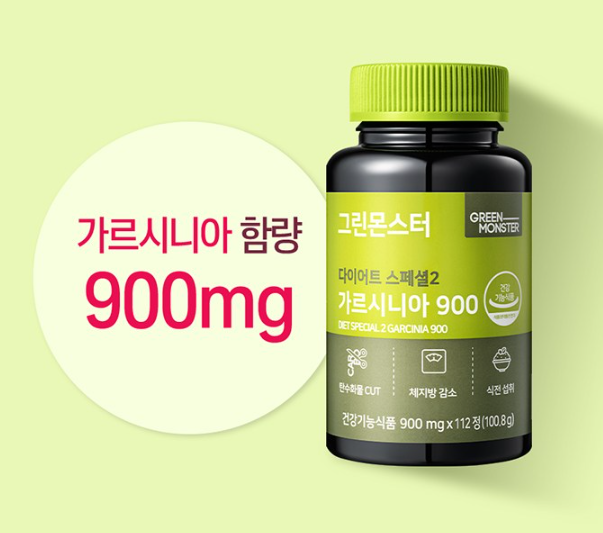 가르시니아 함량
900mg
그린몬스터
GREEN
MONSTER
다이어트 스페셜2
가르시니아 900
DIET SPECIAL 2 GARCINIA 900
건강
기능식품
탄수화물 CUT
체지방 감소
식전 섭취
건강기능식품 900 mg x 112 정 (100.8 g)